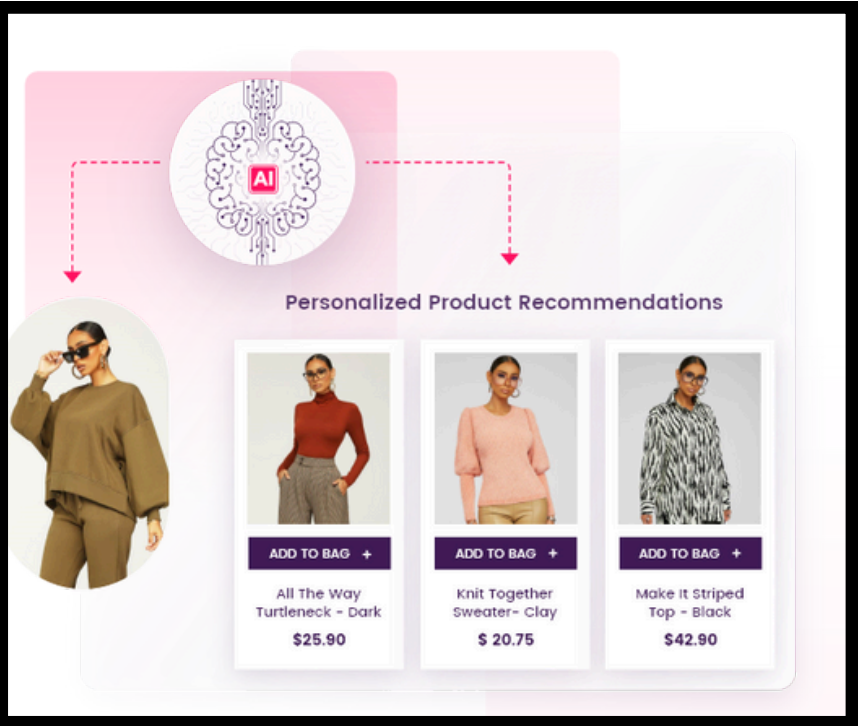 AI
Personalized Product Recommendations
ADD TO BAG +
ADD TO BAG +
ADD TO BAG +
All The Way
Turtleneck - Dark
$25.90
Knit Together
Sweater- Clay
$ 20.75
Make It Striped
Top - Black
$42.90